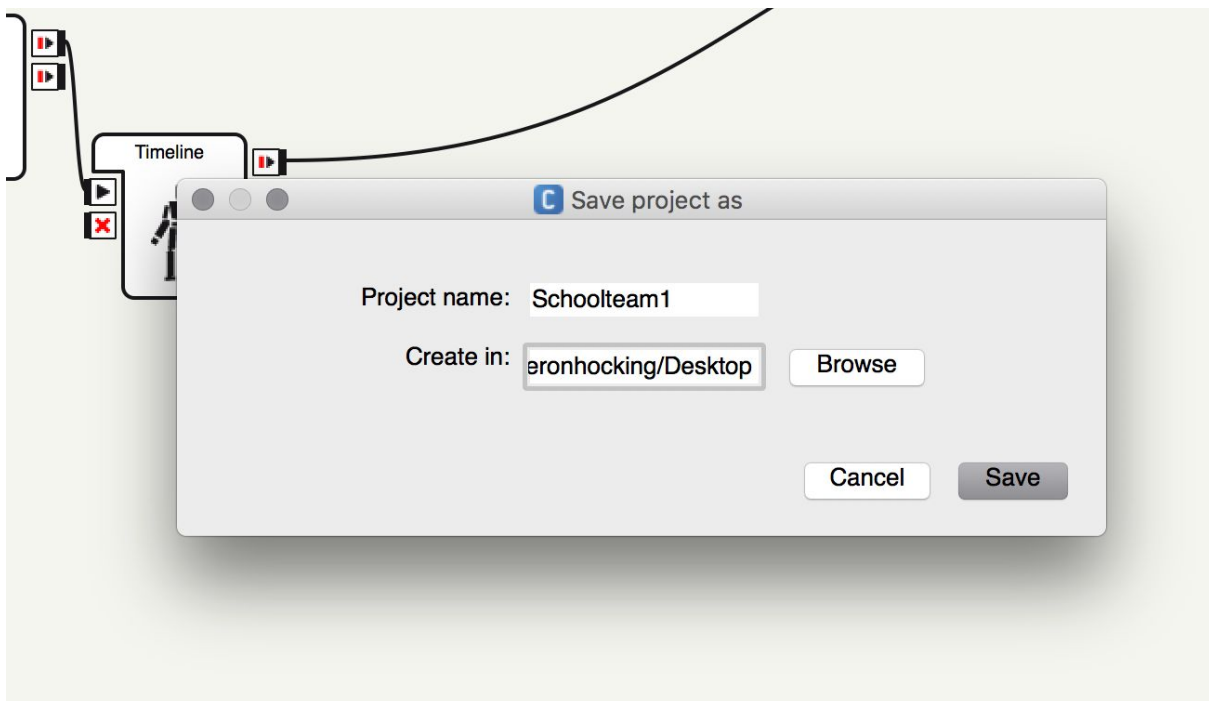 Timeline
C Save project as
Project name: Schoolteam1
Create in: eronhocking/Desktop Browse
Cancel Save